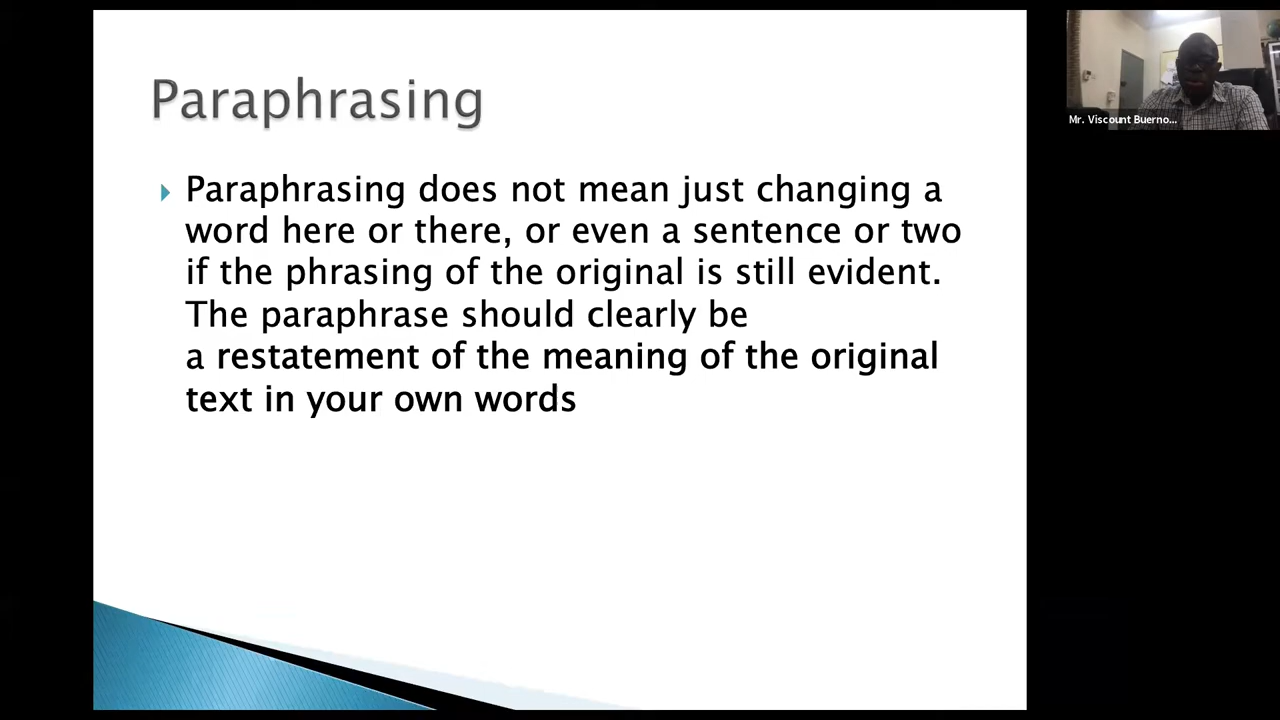 Paraphrasing
Paraphrasing does not mean just changing a
word here or there, or even a sentence or two
if the phrasing of the original is still evident.
The paraphrase should clearly be
a restatement of the meaning of the original
text in your own words
Mr. Viscount Buerno...